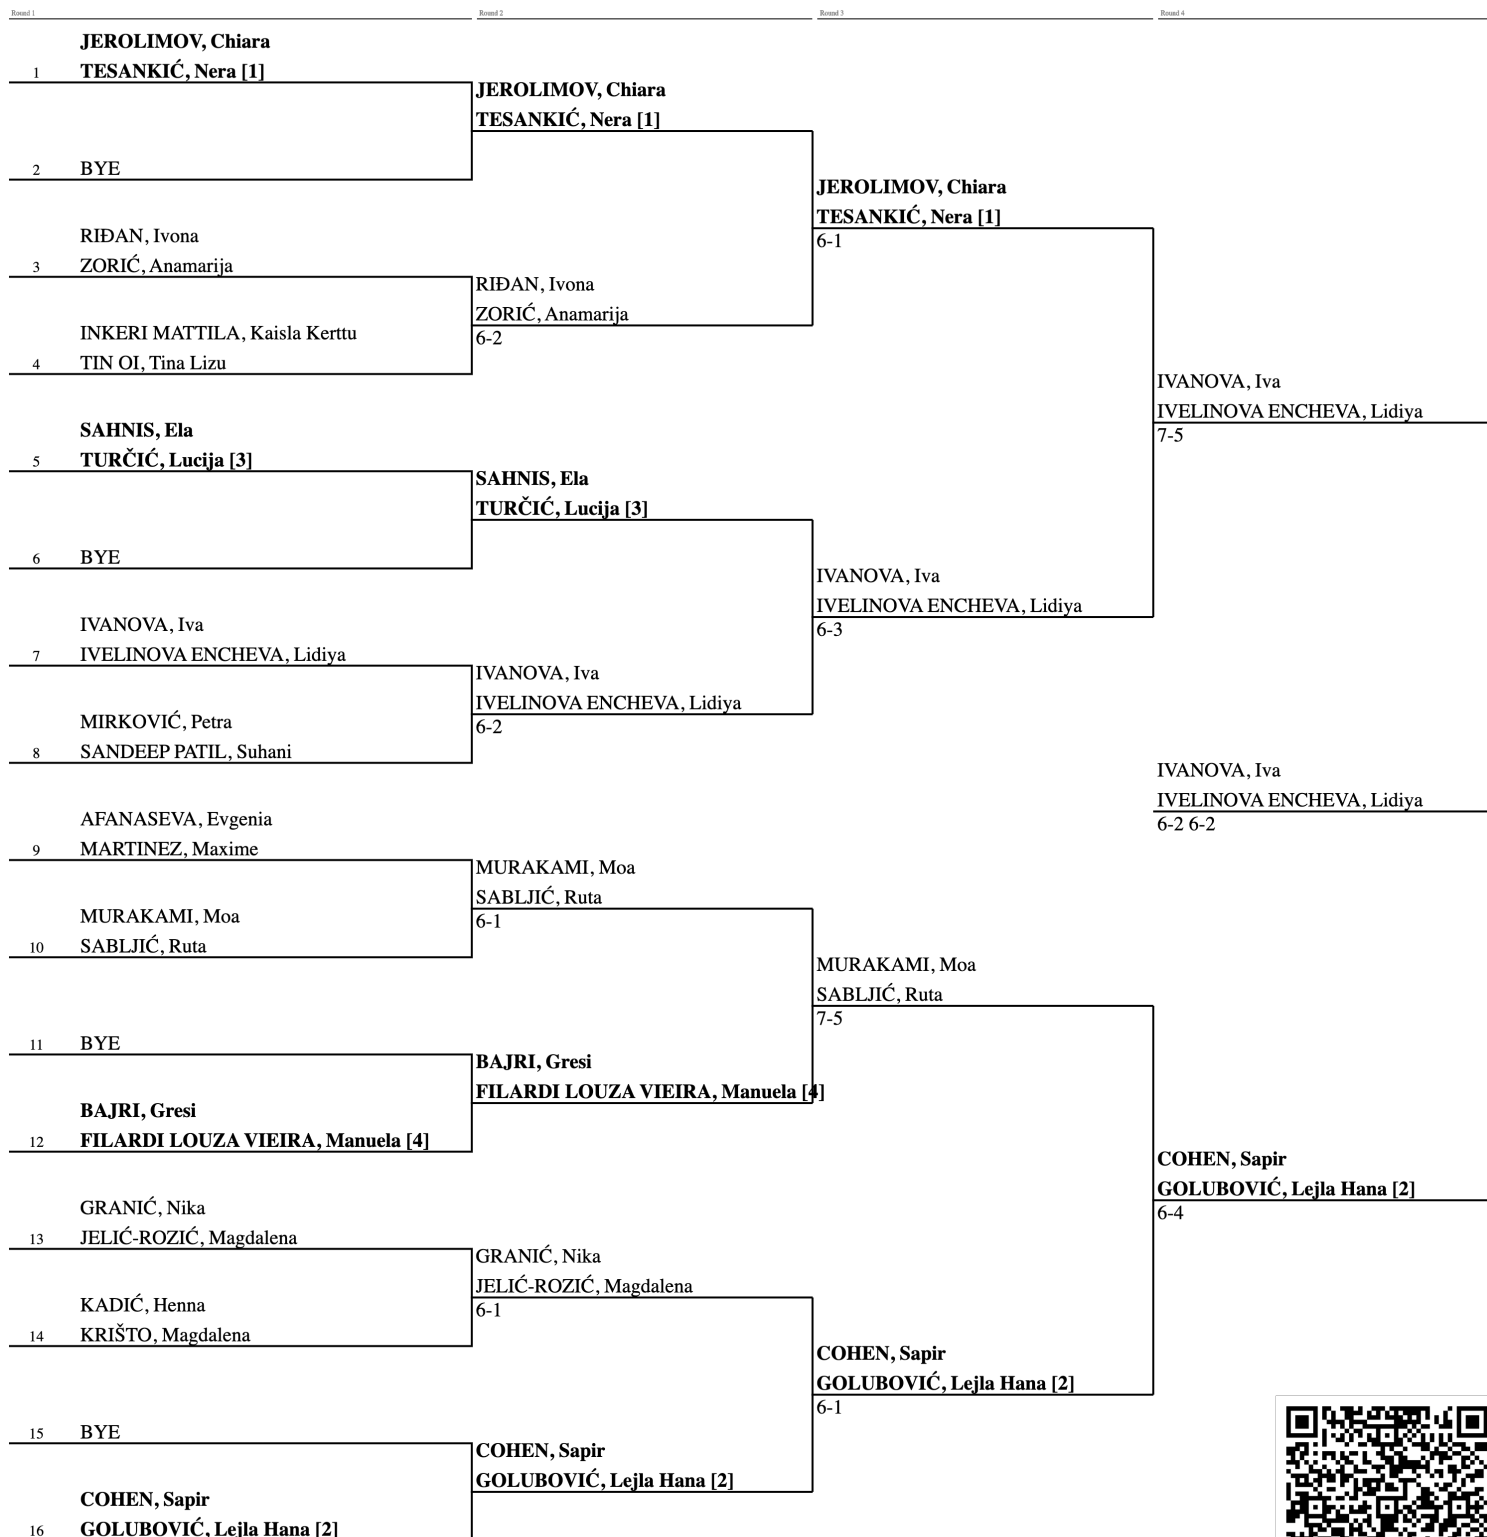 Round 1
Round 2
Round 3
Round 4
JEROLIMOV, Chiara
1 TESANKIĆ, Nera [1]
2 BYE
RIĐAN, Ivona
3 ZORIĆ, Anamarija
INKERI MATTILA, Kaisla Kerttu
4 TIN OI, Tina Lizu
SAHNIS, Ela
5 TURČIĆ, Lucija [3]
6 BYE
IVANOVA, Iva
7 IVELINOVA ENCHEVA, Lidiya
MIRKOVIĆ, Petra
8 SANDEEP PATIL, Suhani
AFANASEVA, Evgenia
9 MARTINEZ, Maxime
MURAKAMI, Moa
10 SABLJIĆ, Ruta
11 BYE
BAJRI, Gresi
12 FILARDI LOUZA VIEIRA, Manuela [4]
GRANIĆ, Nika
13 JELIĆ-ROZIĆ, Magdalena
KADIĆ, Henna
14 KRIŠTO, Magdalena
15 BYE
COHEN, Sapir
16 GOLUBOVIĆ, Lejla Hana [2]
JEROLIMOV, Chiara
TESANKIĆ, Nera [1]
RIĐAN, Ivona
ZORIĆ, Anamarija
6-2
SAHNIS, Ela
TURČIĆ, Lucija [3]
IVANOVA, Iva
IVELINOVA ENCHEVA, Lidiya
6-2
MURAKAMI, Moa
SABLJIĆ, Ruta
6-1
BAJRI, Gresi
FILARDI LOUZA VIEIRA, Manuela [4]
GRANIĆ, Nika
JELIĆ-ROZIĆ, Magdalena
6-1
COHEN, Sapir
GOLUBOVIĆ, Lejla Hana [2]
JEROLIMOV, Chiara
TESANKIĆ, Nera [1]
6-1
IVANOVA, Iva
IVELINOVA ENCHEVA, Lidiya
6-3
MURAKAMI, Moa
SABLJIĆ, Ruta
7-5
COHEN, Sapir
GOLUBOVIĆ, Lejla Hana [2]
6-1
IVANOVA, Iva
IVELINOVA ENCHEVA, Lidiya
7-5
IVANOVA, Iva
IVELINOVA ENCHEVA, Lidiya
6-2 6-2
COHEN, Sapir
GOLUBOVIĆ, Lejla Hana [2]
6-4